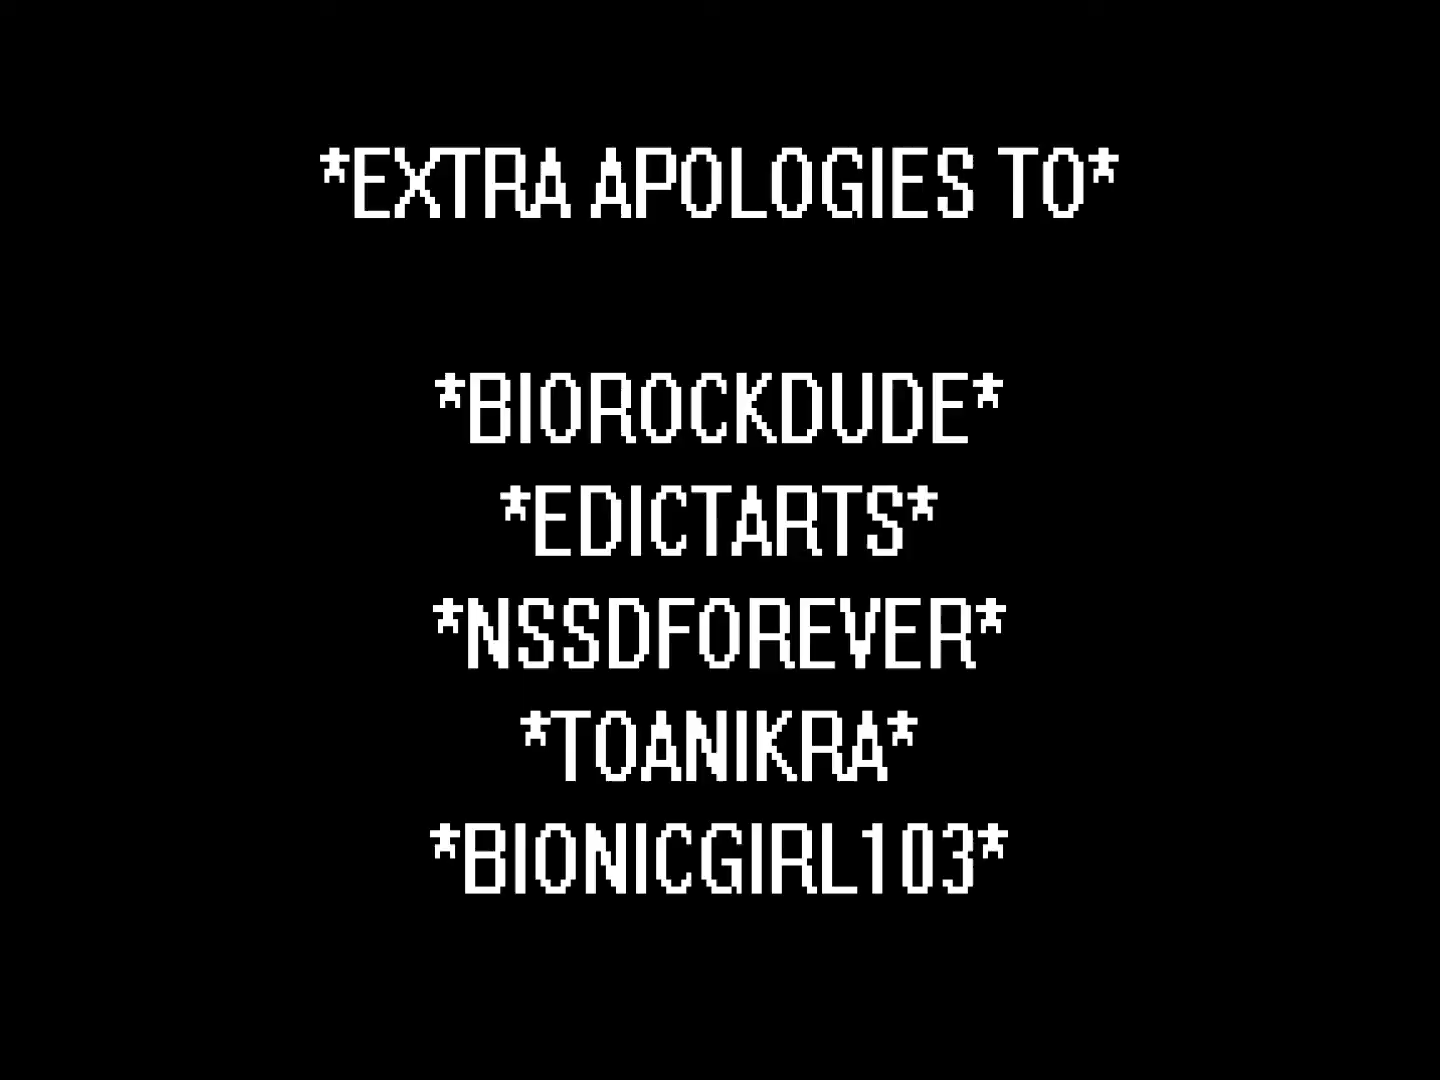 *EXTRA APOLOGIES TO*
*BIOROCKDUDE*
*EDICTARTS*
*NSSDFOREVER*
*TOANIKRA*
*BIONICGIRL103*